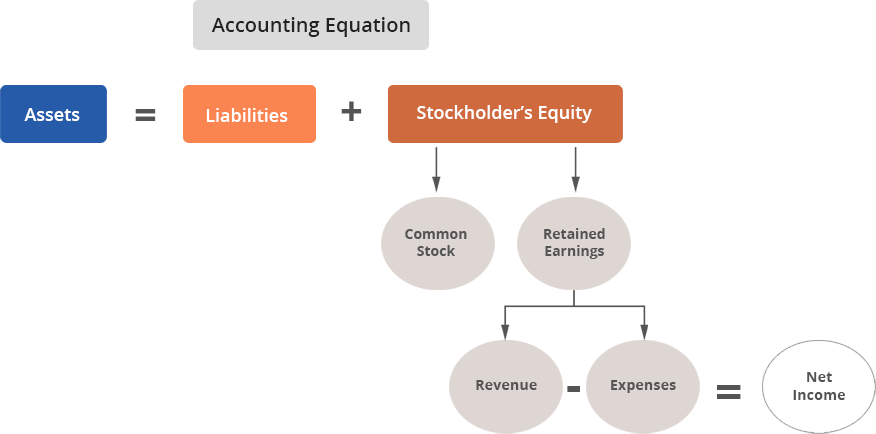 Accounting Equation
Assets = Liabilities + Stockholder’s Equity
Common
Stock
Retained
Earnings
Revenue - Expenses = Net
Income